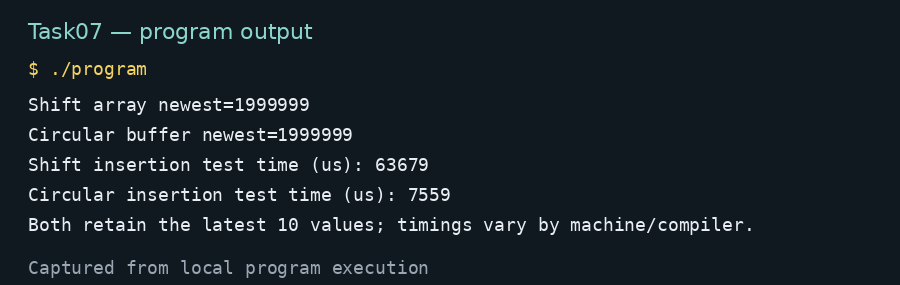 Task07 — program output
$ ./program
Shift array newest=1999999
Circular buffer newest=1999999
Shift insertion test time (us): 63679
Circular insertion test time (us): 7559
Both retain the latest 10 values; timings vary by machine/compiler.
Captured from local program execution